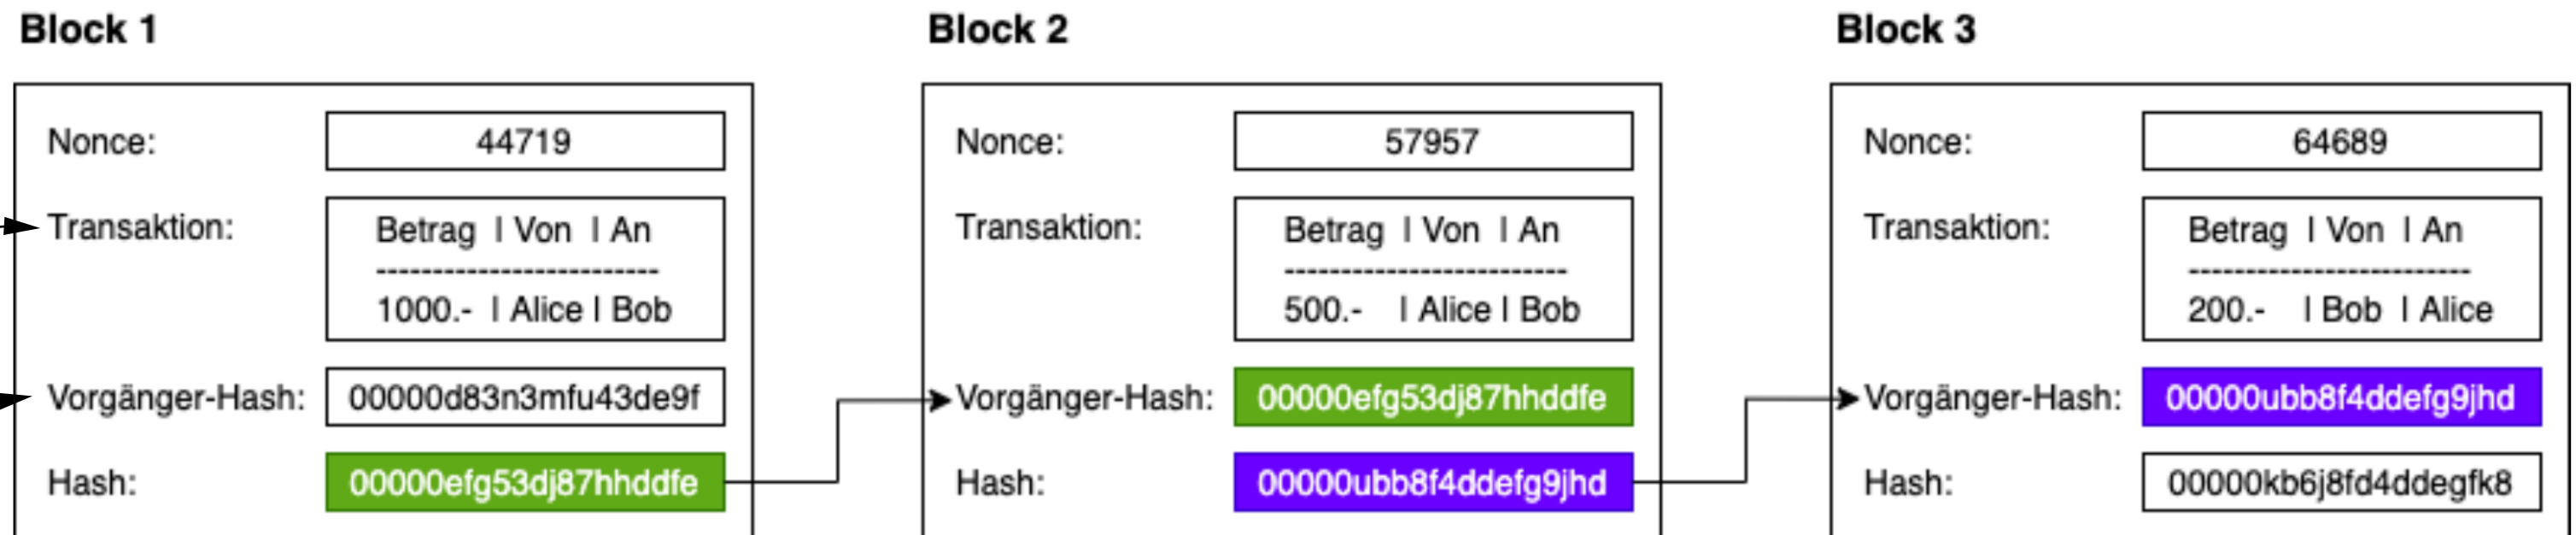 Block 1
Nonce: 44719
Transaktion: Betrag | Von | An
-------------------------
1000.- | Alice | Bob
Vorgänger-Hash: 00000d83n3mfu43de9f
Hash: 00000efg53dj87hhddfe
Block 2
Nonce: 57957
Transaktion: Betrag | Von | An
-------------------------
500.- | Alice | Bob
Vorgänger-Hash: 00000efg53dj87hhddfe
Hash: 00000ubb8f4ddefg9jhd
Block 3
Nonce: 64689
Transaktion: Betrag | Von | An
-------------------------
200.- | Bob | Alice
Vorgänger-Hash: 00000ubb8f4ddefg9jhd
Hash: 00000kb6j8fd4ddegfk8